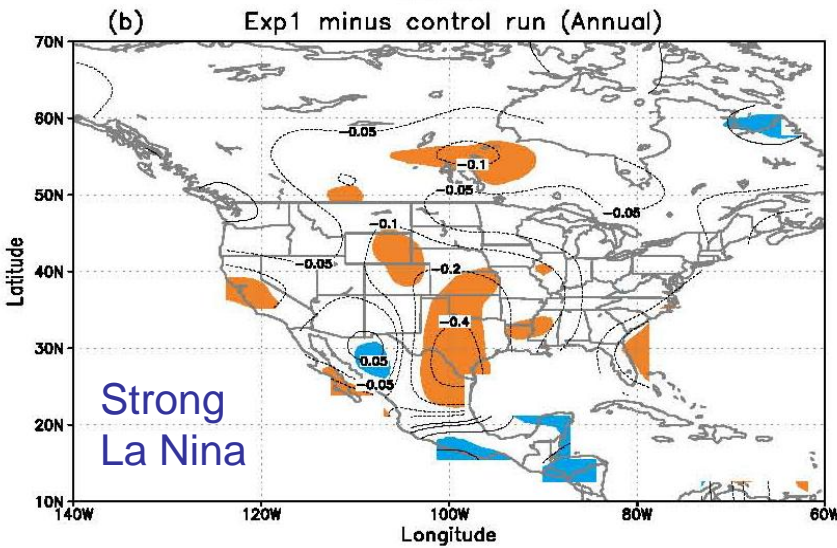 (b) Exp1 minus control run (Annual)
70N
60N
50N
40N
30N
20N
10N
Latitude
-0.05
-0.1
-0.05
-0.05
-0.1
-0.05
-0.2
-0.4
0.05
-0.05
Strong
La Nina
140W 120W 100W 80W 60W
Longitude